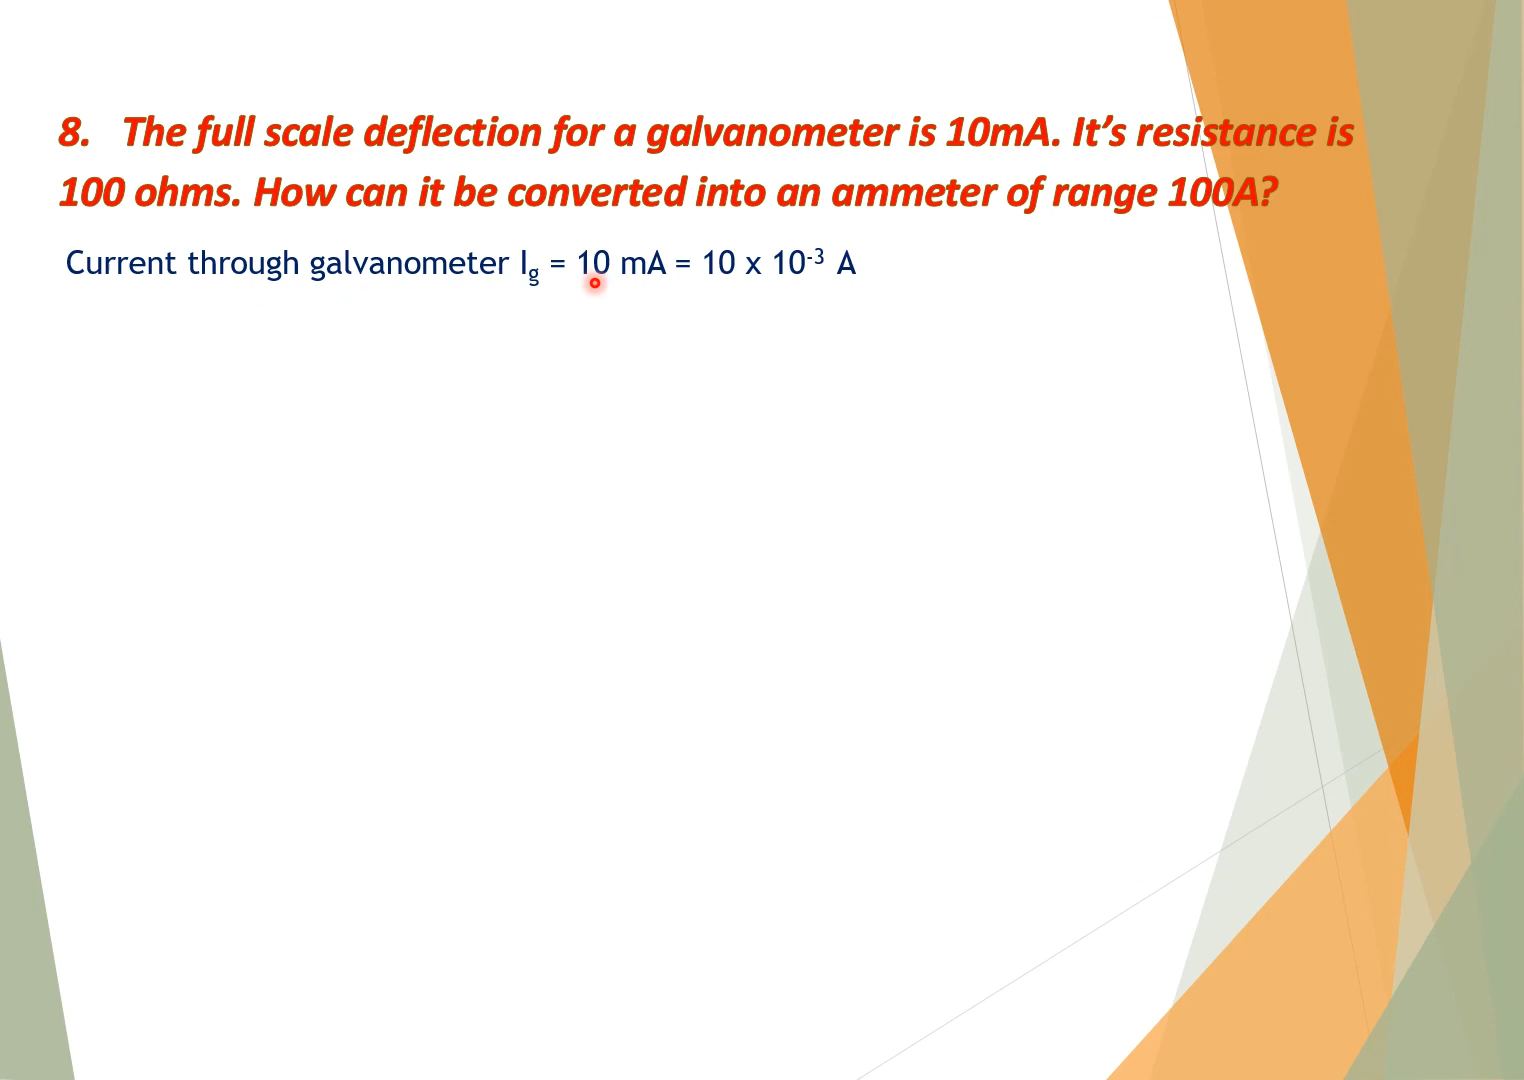 8. The full scale deflection for a galvanometer is 10mA. It’s resistance is
100 ohms. How can it be converted into an ammeter of range 100A?
Current through galvanometer Ig = 10 mA = 10 x 10⁻³ A